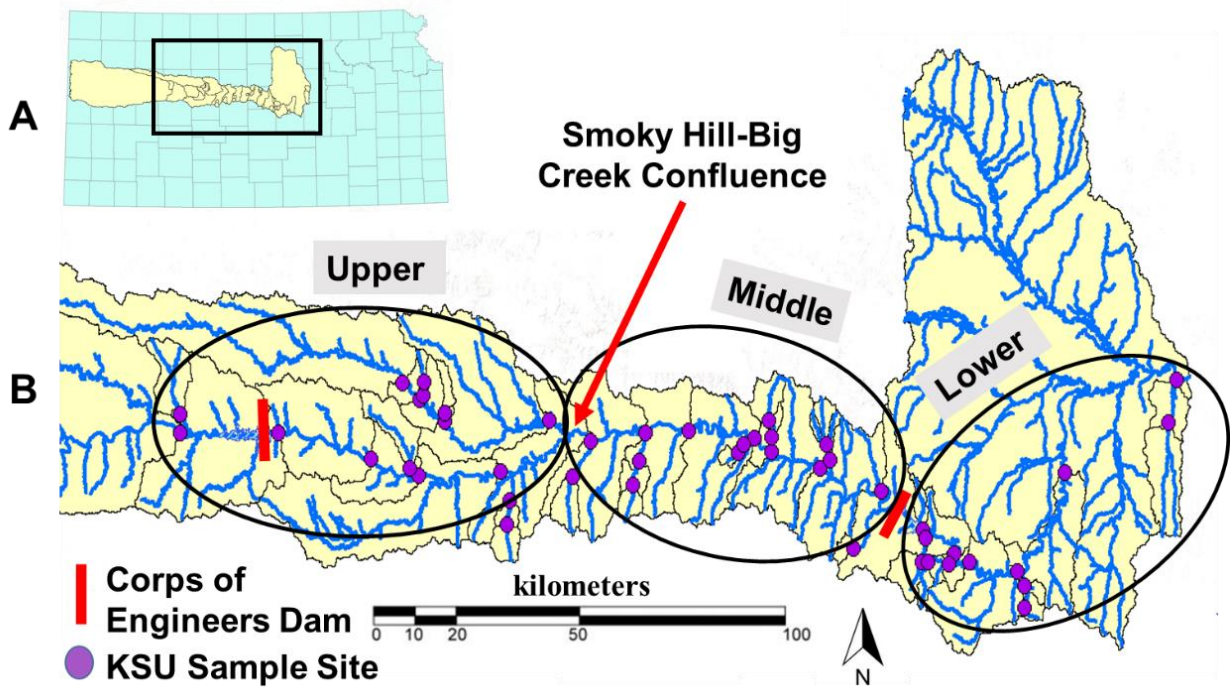 A
Smoky Hill-Big
Creek Confluence
Upper
Middle
Lower
B
Corps of
Engineers Dam
KSU Sample Site
kilometers
0 10 20 50 100
N